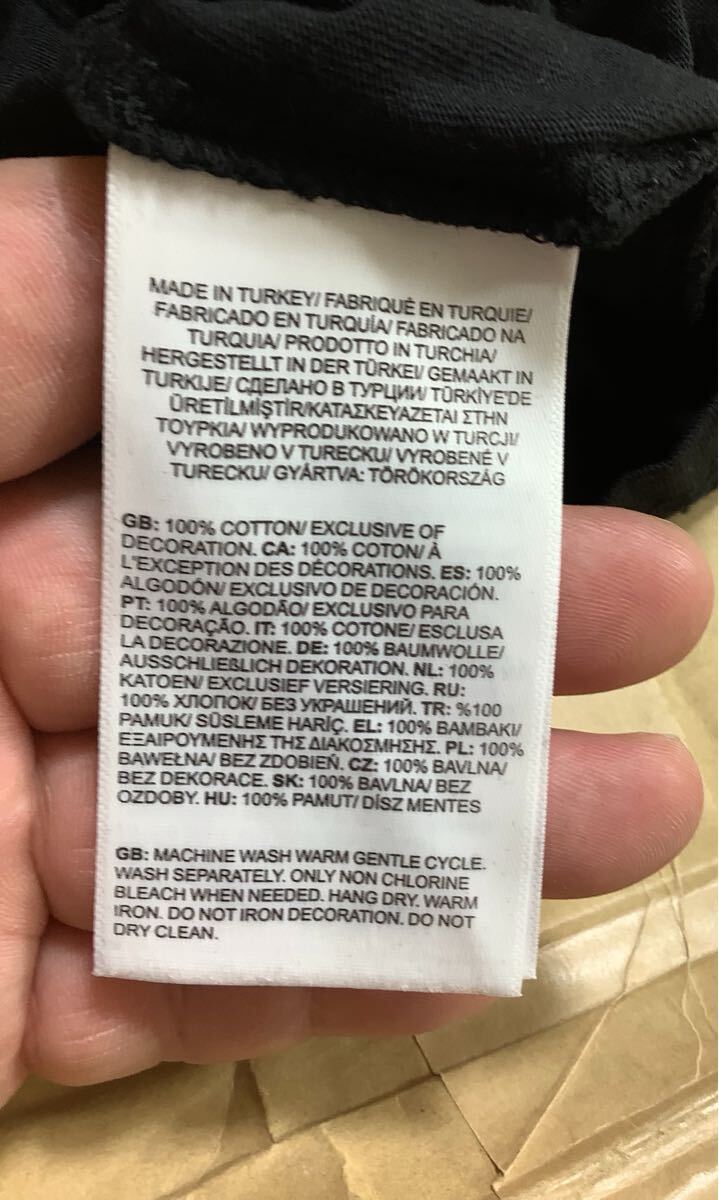 MADE IN TURKEY/ FABRIQUÉ EN TURQUIE/
FABRICADO EN TURQUÍA/ FABRICADO NA
TURQUIA/ PRODOTTO IN TURCHIA/
HERGESTELLT IN DER TÜRKEI/ GEMAAKT IN
TURKIJE/ СДЕЛАНО В ТУРЦИИ/ TÜRKİYE'DE
ÜRETİLMİŞTİR/ΚΑΤΑΣΚΕΥΑΖΕΤΑΙ ΣΤΗΝ
ΤΟΥΡΚΙΑ/ WYPRODUKOWANO W TURCJI/
VYROBENO V TURECKU/ VYROBENÉ V
TURECKU/ GYÁRTVA: TÖRÖKORSZÁG
GB: 100% COTTON/ EXCLUSIVE OF
DECORATION. CA: 100% COTON/ À
L'EXCEPTION DES DÉCORATIONS. ES: 100%
ALGODÓN/ EXCLUSIVO DE DECORACIÓN.
PT: 100% ALGODÃO/ EXCLUSIVO PARA
DECORAÇÃO. IT: 100% COTONE/ ESCLUSA
LA DECORAZIONE. DE: 100% BAUMWOLLE/
AUSSCHLIEßLICH DEKORATION. NL: 100%
KATOEN/ EXCLUSIEF VERSIERING. RU:
100% ХЛОПОК/ БЕЗ УКРАШЕНИЙ. TR: %100
PAMUK/ SÜSLEME HARİÇ. EL: 100% ΒΑΜΒΑΚΙ/
ΕΞΑΙΡΟΥΜΕΝΗΣ ΤΗΣ ΔΙΑΚΟΣΜΗΣΗΣ. PL: 100%
BAWEŁNA/ BEZ ZDOBIEŃ. CZ: 100% BAVLNA/
BEZ DEKORACE. SK: 100% BAVLNA/ BEZ
OZDOBY. HU: 100% PAMUT/ DÍSZ MENTES
GB: MACHINE WASH WARM GENTLE CYCLE.
WASH SEPARATELY. ONLY NON CHLORINE
BLEACH WHEN NEEDED. HANG DRY. WARM
IRON. DO NOT IRON DECORATION. DO NOT
DRY CLEAN.